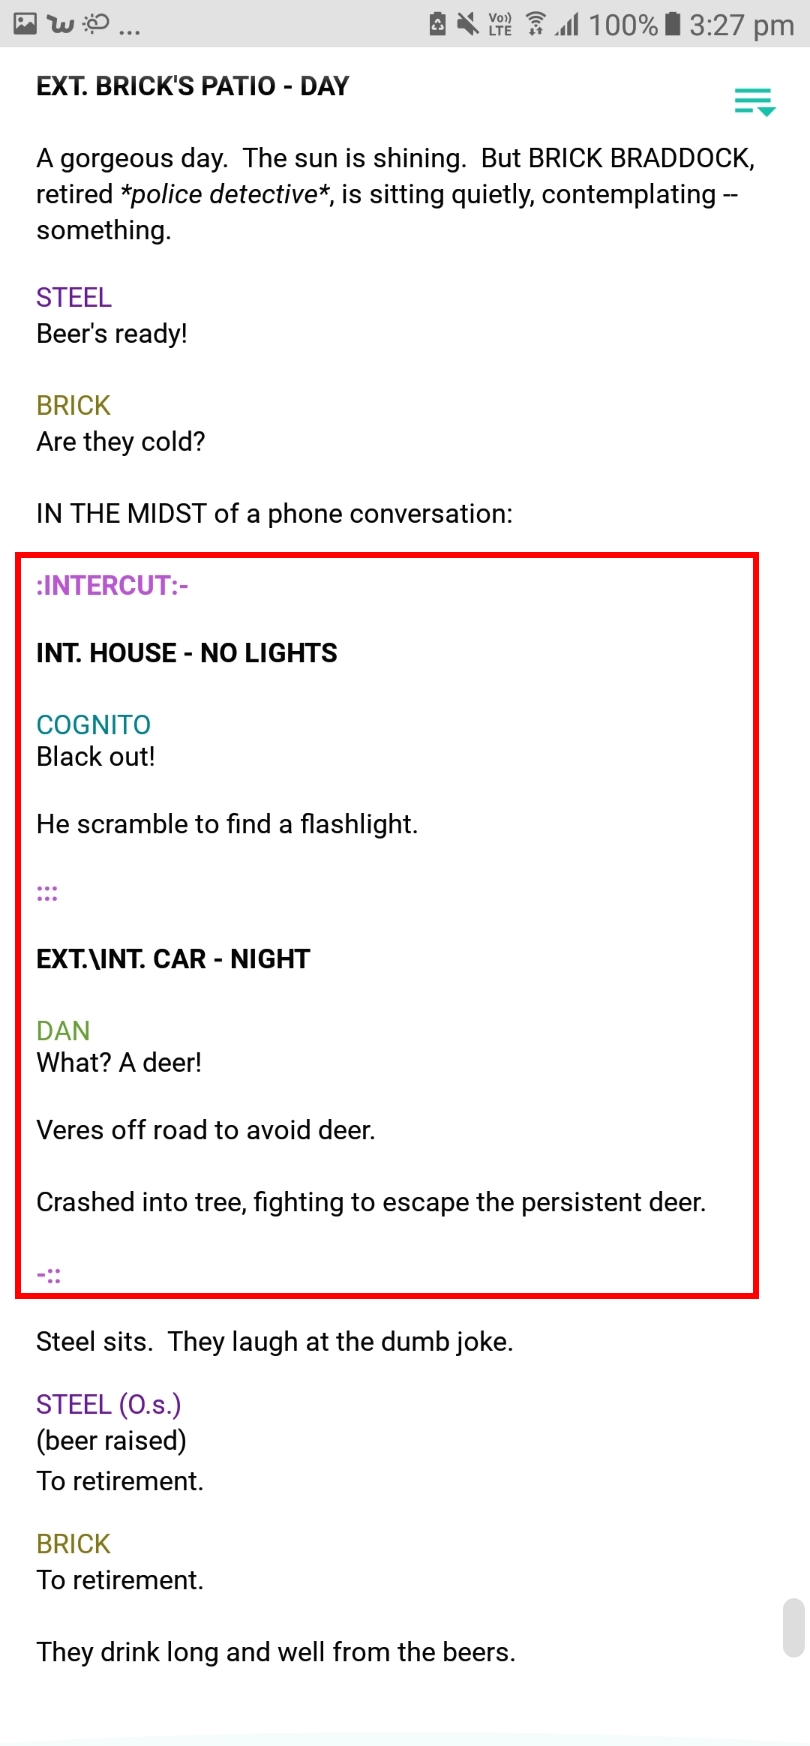 ... Vo)) LTE 100% 3:27 pm
EXT. BRICK'S PATIO - DAY
A gorgeous day.  The sun is shining.  But BRICK BRADDOCK,
retired *police detective*, is sitting quietly, contemplating --
something.
STEEL
Beer's ready!
BRICK
Are they cold?
IN THE MIDST of a phone conversation:
:INTERCUT:-
INT. HOUSE - NO LIGHTS
COGNITO
Black out!
He scramble to find a flashlight.
:::
EXT.\INT. CAR - NIGHT
DAN
What? A deer!
Veres off road to avoid deer.
Crashed into tree, fighting to escape the persistent deer.
-::
Steel sits.  They laugh at the dumb joke.
STEEL (O.s.)
(beer raised)
To retirement.
BRICK
To retirement.
They drink long and well from the beers.